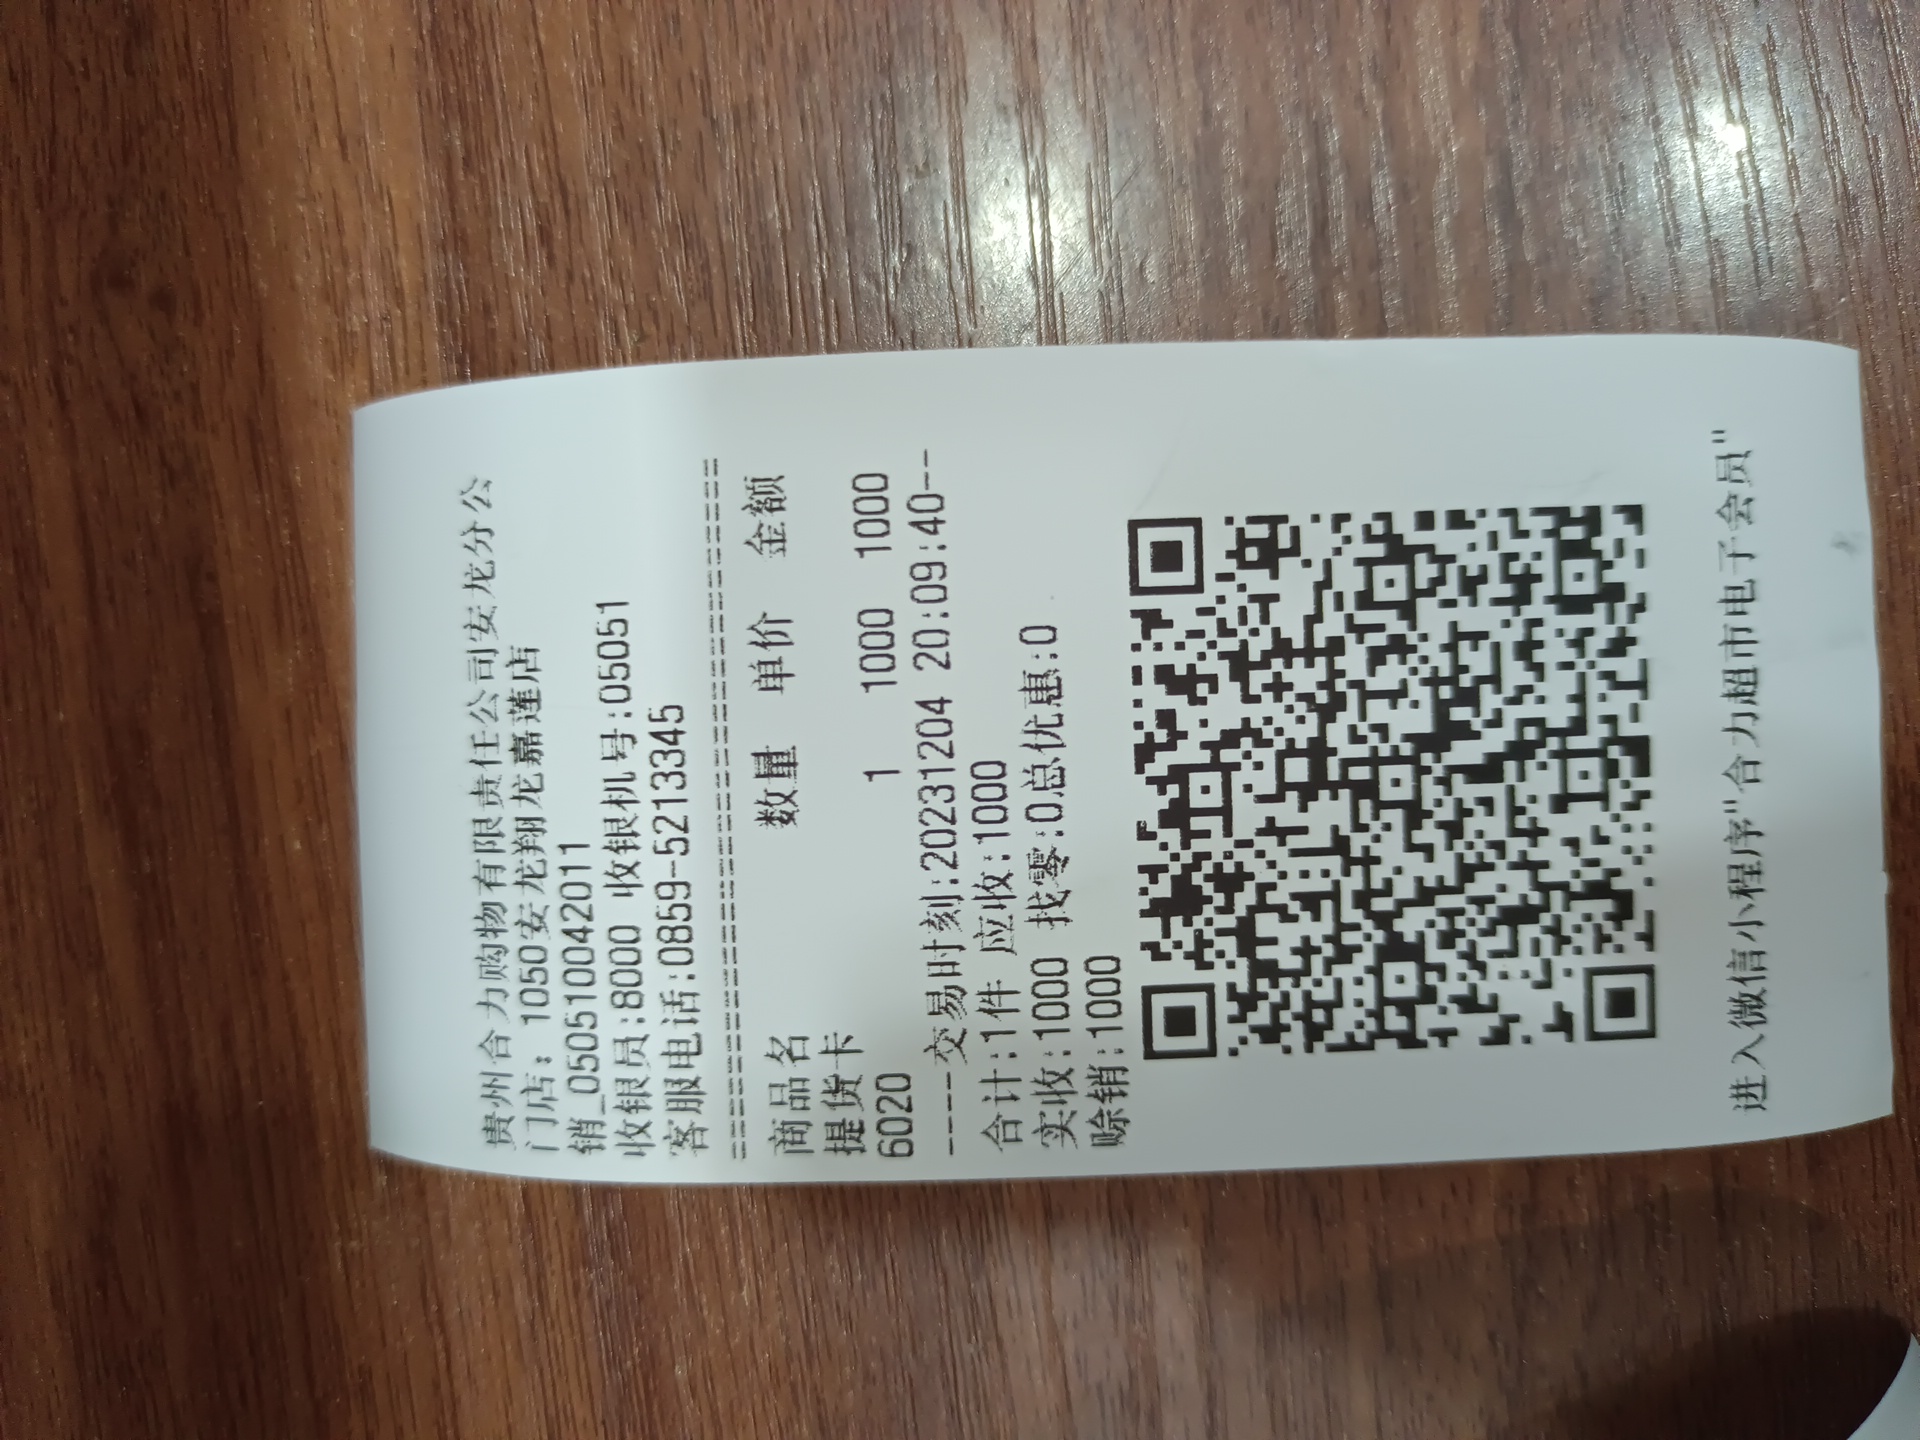 贵州合力购物有限责任公司安龙分公
门店：1050安龙翔龙嘉莲店
销_050510042011
收银员:8000 收银机号:05051
客服电话:0859-5213345
================================
商品名 数量 单价 金额
提货卡
6020 1 1000 1000
----交易时刻:20231204 20:09:40--
合计:1件 应收:1000
实收:1000 找零:0总优惠:0
赊销:1000
进入微信小程序"合力超市电子会员"